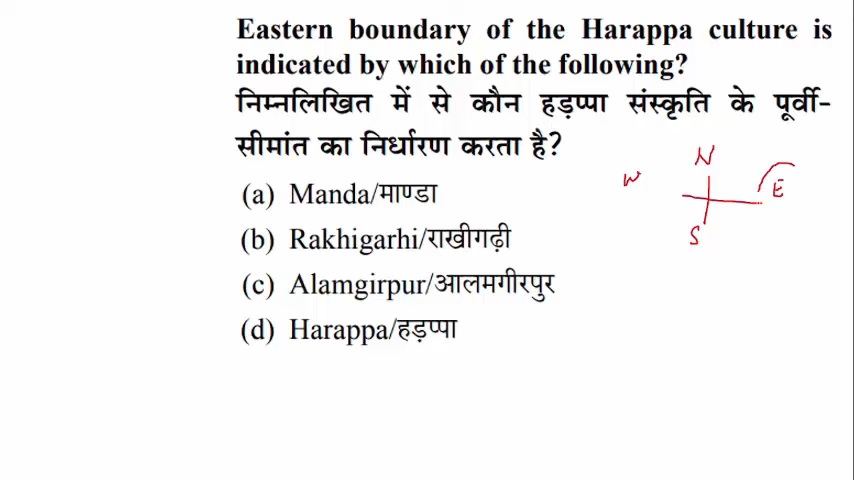 Eastern boundary of the Harappa culture is
indicated by which of the following?
निम्नलिखित में से कौन हड़प्पा संस्कृति के पूर्वी-
सीमांत का निर्धारण करता है?
(a) Manda/माण्डा
(b) Rakhigarhi/राखीगढ़ी
(c) Alamgirpur/आलमगीरपुर
(d) Harappa/हड़प्पा
N
W
E
S